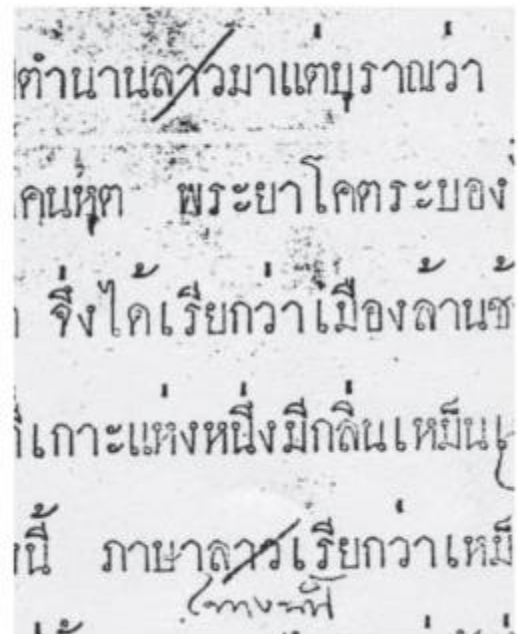 ตำนานลาวมาแต่บุราณว่า
คนหุต พระยาโคตระบอง
จึ่งได้เรียกว่าเมืองล้านช้
เกาะแห่งหนึ่งมีกลิ่นเหม็น
นี้ ภาษาลาวเรียกว่าเหม็